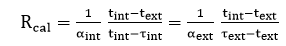 R_cal = 1/α_int · (t_int−t_ext)/(t_int−τ_int) = 1/α_ext · (t_int−t_ext)/(τ_ext−t_ext)